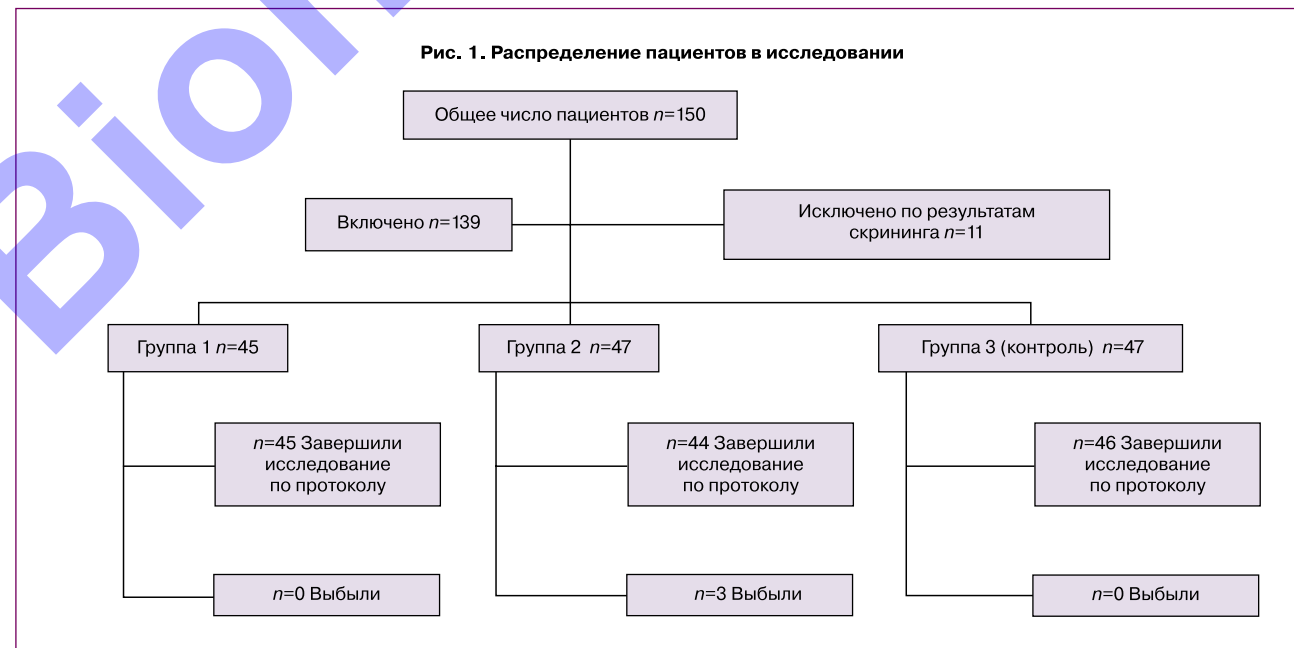 Рис. 1. Распределение пациентов в исследовании
Общее число пациентов n=150
Включено n=139
Исключено по результатам
скрининга n=11
Группа 1 n=45
Группа 2 n=47
Группа 3 (контроль) n=47
n=45 Завершили
исследование
по протоколу
n=44 Завершили
исследование
по протоколу
n=46 Завершили
исследование
по протоколу
n=0 Выбыли
n=3 Выбыли
n=0 Выбыли